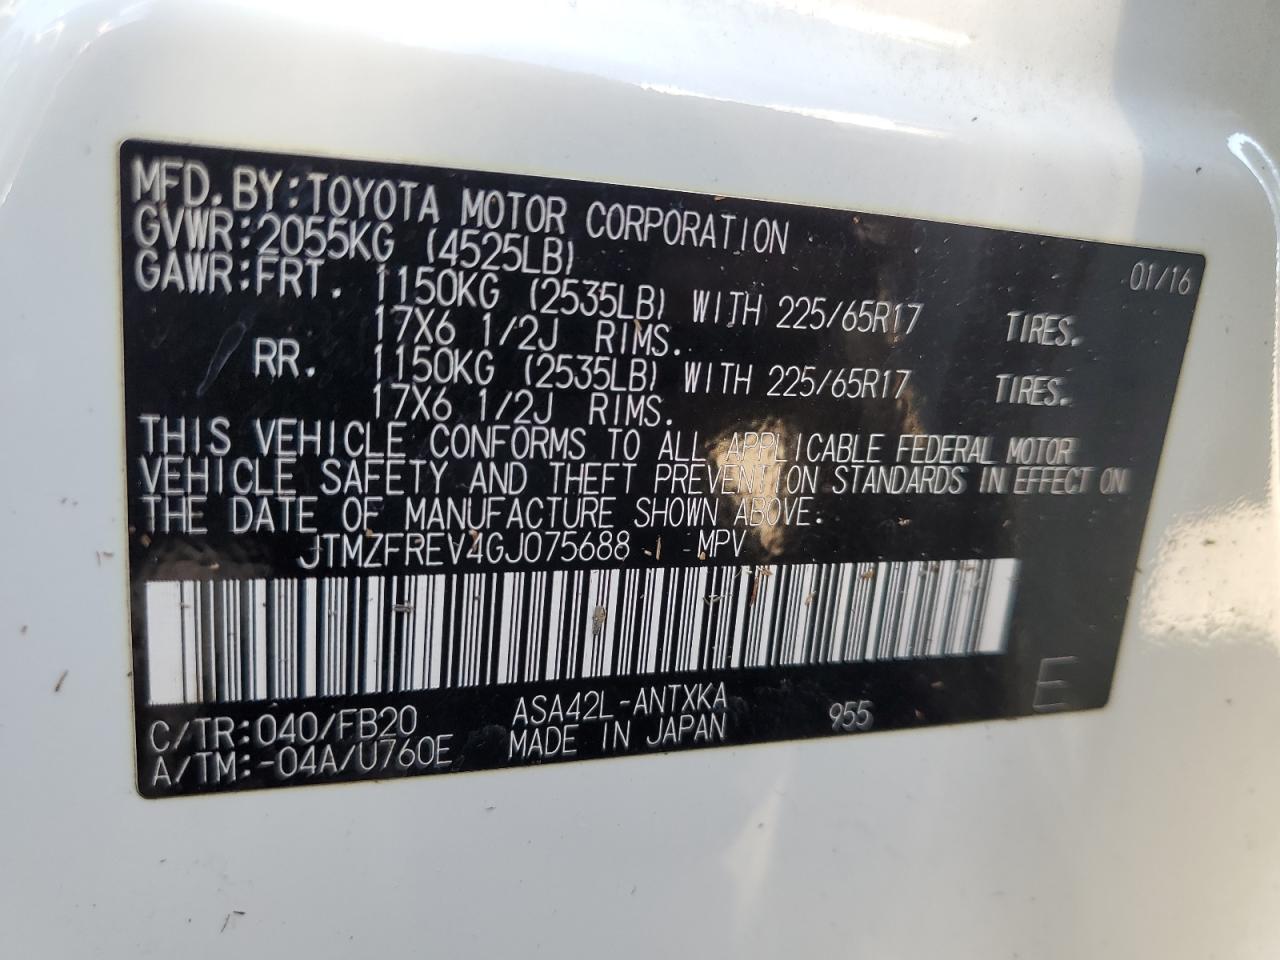 MFD.BY:TOYOTA MOTOR CORPORATION 01/16
GVWR:2055KG (4525LB)
GAWR:FRT. 1150KG (2535LB) WITH 225/65R17 TIRES.
17X6 1/2J RIMS.
RR. 1150KG (2535LB) WITH 225/65R17 TIRES.
17X6 1/2J RIMS.
THIS VEHICLE CONFORMS TO ALL APPLICABLE FEDERAL MOTOR
VEHICLE SAFETY AND THEFT PREVENTION STANDARDS IN EFFECT ON
THE DATE OF MANUFACTURE SHOWN ABOVE.
JTMZFREV4GJ075688 MPV
C/TR:040/FB20 ASA42L-ANTXKA 955 E
A/TM:-04A/U760E MADE IN JAPAN